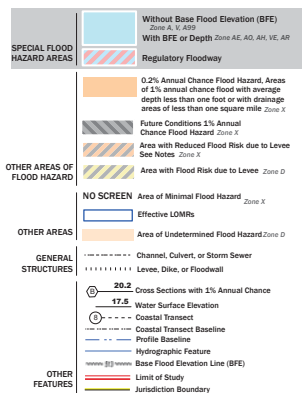 SPECIAL FLOOD
HAZARD AREAS
Without Base Flood Elevation (BFE)
Zone A, V, A99
With BFE or Depth Zone AE, AO, AH, VE, AR
Regulatory Floodway
OTHER AREAS OF
FLOOD HAZARD
0.2% Annual Chance Flood Hazard, Areas
of 1% annual chance flood with average
depth less than one foot or with drainage
areas of less than one square mile Zone X
Future Conditions 1% Annual
Chance Flood Hazard Zone X
Area with Reduced Flood Risk due to Levee
See Notes Zone X
Area with Flood Risk due to Levee Zone D
OTHER AREAS
NO SCREEN Area of Minimal Flood Hazard Zone X
Effective LOMRs
Area of Undetermined Flood Hazard Zone D
GENERAL
STRUCTURES
Channel, Culvert, or Storm Sewer
Levee, Dike, or Floodwall
OTHER
FEATURES
B 20.2 Cross Sections with 1% Annual Chance
17.5 Water Surface Elevation
8 Coastal Transect
Coastal Transect Baseline
Profile Baseline
Hydrographic Feature
Base Flood Elevation Line (BFE)
Limit of Study
Jurisdiction Boundary